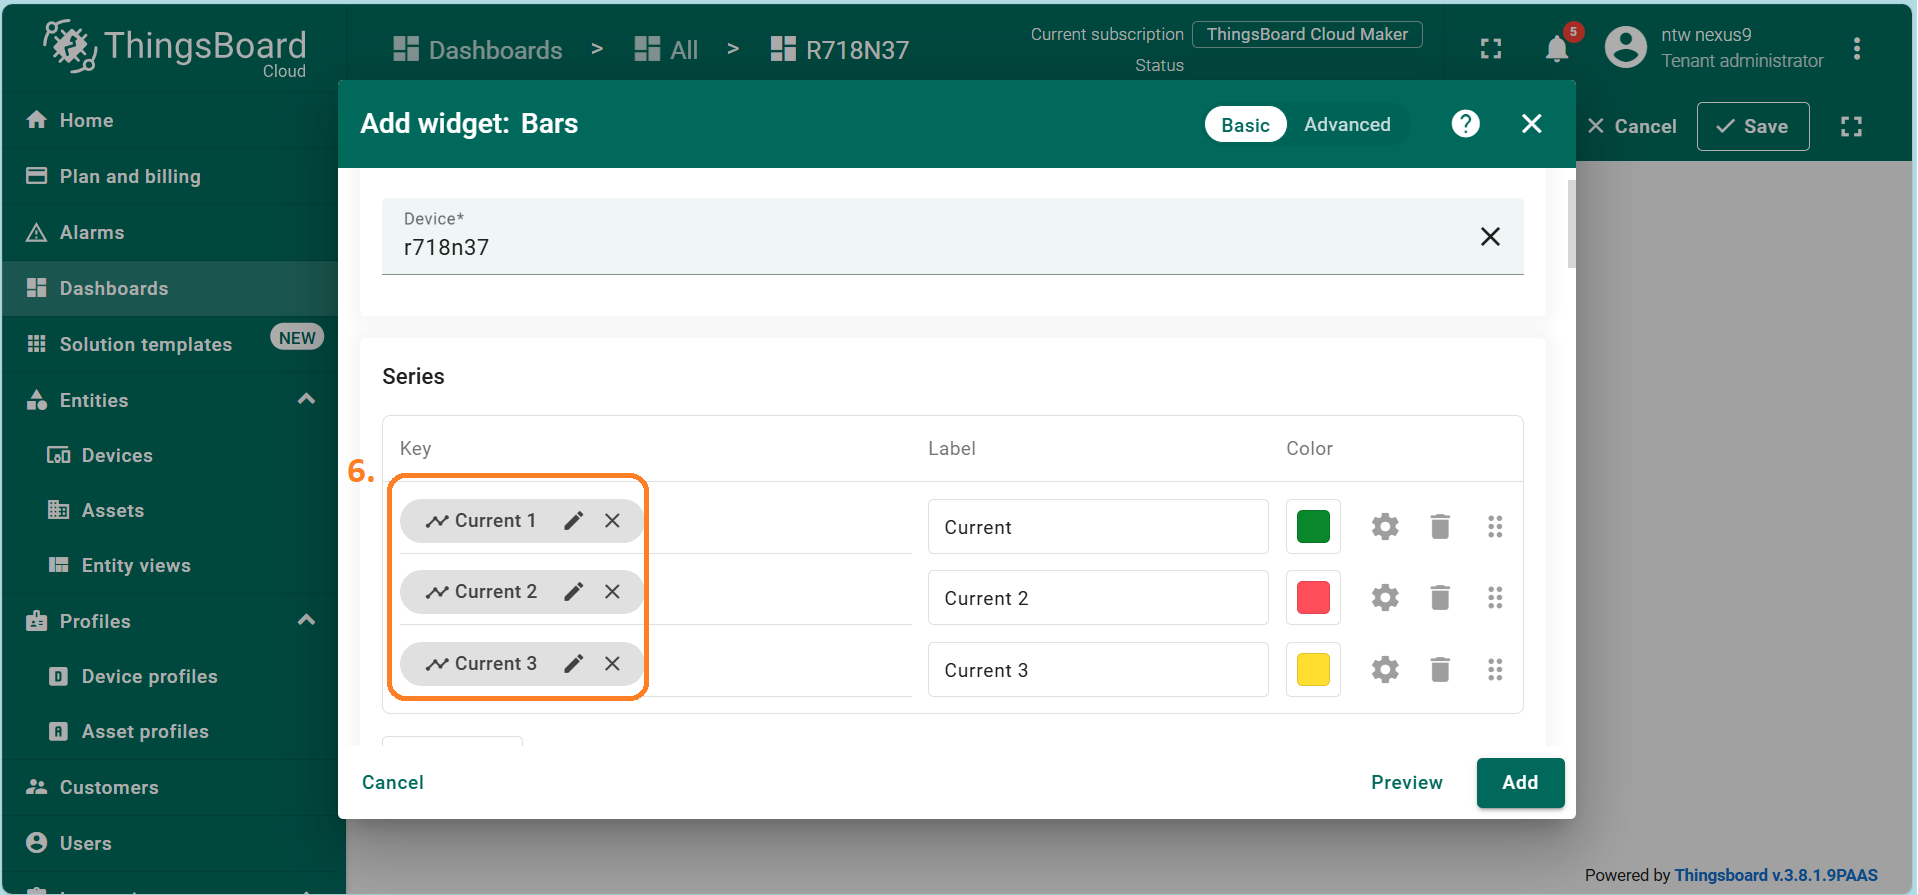 ThingsBoard
Cloud
Dashboards > All > R718N37
Current subscription ThingsBoard Cloud Maker
Status
5
ntw nexus9
Tenant administrator
Home
Plan and billing
Alarms
Dashboards
Solution templates NEW
Entities
Devices
Assets
Entity views
Profiles
Device profiles
Asset profiles
Customers
Users
Cancel Save
Add widget: Bars
Basic Advanced ?
Device*
r718n37
Series
Key Label Color
6.
Current 1 Current
Current 2 Current 2
Current 3 Current 3
Cancel Preview Add
Powered by Thingsboard v.3.8.1.9PAAS